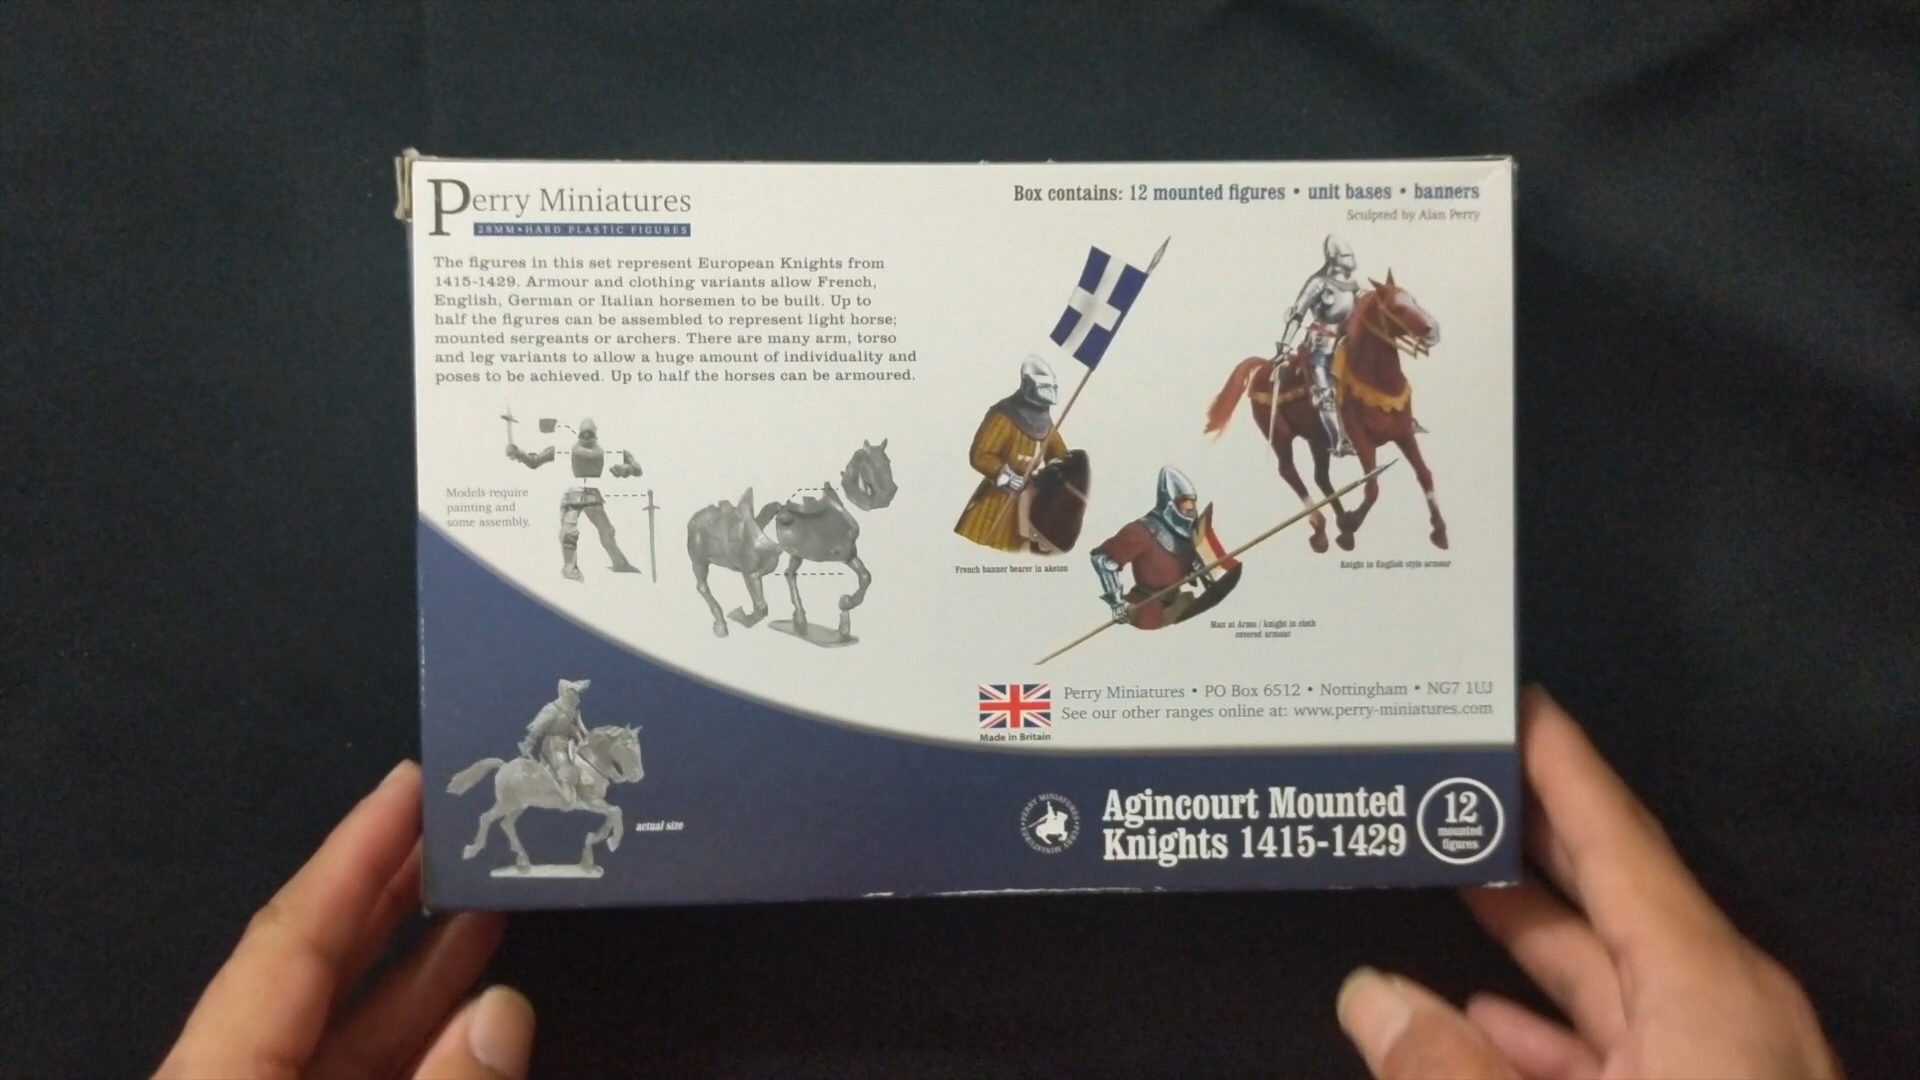 Perry Miniatures
28MM • HARD PLASTIC FIGURES
The figures in this set represent European Knights from
1415-1429. Armour and clothing variants allow French,
English, German or Italian horsemen to be built. Up to
half the figures can be assembled to represent light horse;
mounted sergeants or archers. There are many arm, torso
and leg variants to allow a huge amount of individuality and
poses to be achieved. Up to half the horses can be armoured.
Models require
painting and
some assembly.
Box contains: 12 mounted figures • unit bases • banners
Sculpted by Alan Perry
French banner bearer in aketon
Knight in English style armour
Man at Arms / knight in cloth
covered armour
Perry Miniatures • PO Box 6512 • Nottingham • NG7 1UJ
See our other ranges online at: www.perry-miniatures.com
Made in Britain
actual size
PERRY MINIATURES • PERRY MINIATURES •
Agincourt Mounted
Knights 1415-1429
12
mounted
figures